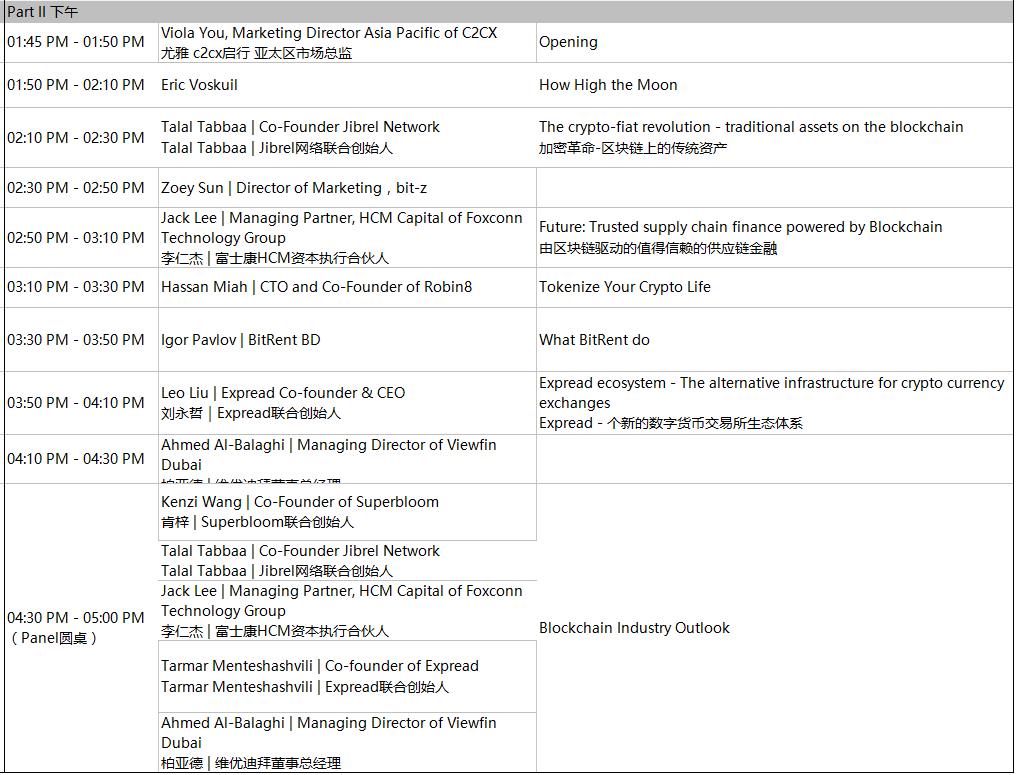 Part II 下午
01:45 PM - 01:50 PM
Viola You, Marketing Director Asia Pacific of C2CX
尤雅 c2cx启行 亚太区市场总监
Opening
01:50 PM - 02:10 PM
Eric Voskuil
How High the Moon
02:10 PM - 02:30 PM
Talal Tabbaa | Co-Founder Jibrel Network
Talal Tabbaa | Jibrel网络联合创始人
The crypto-fiat revolution - traditional assets on the blockchain
加密革命-区块链上的传统资产
02:30 PM - 02:50 PM
Zoey Sun | Director of Marketing，bit-z
02:50 PM - 03:10 PM
Jack Lee | Managing Partner, HCM Capital of Foxconn
Technology Group
李仁杰 | 富士康HCM资本执行合伙人
Future: Trusted supply chain finance powered by Blockchain
由区块链驱动的值得信赖的供应链金融
03:10 PM - 03:30 PM
Hassan Miah | CTO and Co-Founder of Robin8
Tokenize Your Crypto Life
03:30 PM - 03:50 PM
Igor Pavlov | BitRent BD
What BitRent do
03:50 PM - 04:10 PM
Leo Liu | Expread Co-founder & CEO
刘永哲 | Expread联合创始人
Expread ecosystem - The alternative infrastructure for crypto currency
exchanges
Expread - 个新的数字货币交易所生态体系
04:10 PM - 04:30 PM
Ahmed Al-Balaghi | Managing Director of Viewfin
Dubai
柏亚德 | 维优迪拜董事总经理
04:30 PM - 05:00 PM
（Panel圆桌）
Kenzi Wang | Co-Founder of Superbloom
肯梓 | Superbloom联合创始人
Talal Tabbaa | Co-Founder Jibrel Network
Talal Tabbaa | Jibrel网络联合创始人
Jack Lee | Managing Partner, HCM Capital of Foxconn
Technology Group
李仁杰 | 富士康HCM资本执行合伙人
Tarmar Menteshashvili | Co-founder of Expread
Tarmar Menteshashvili | Expread联合创始人
Ahmed Al-Balaghi | Managing Director of Viewfin
Dubai
柏亚德 | 维优迪拜董事总经理
Blockchain Industry Outlook